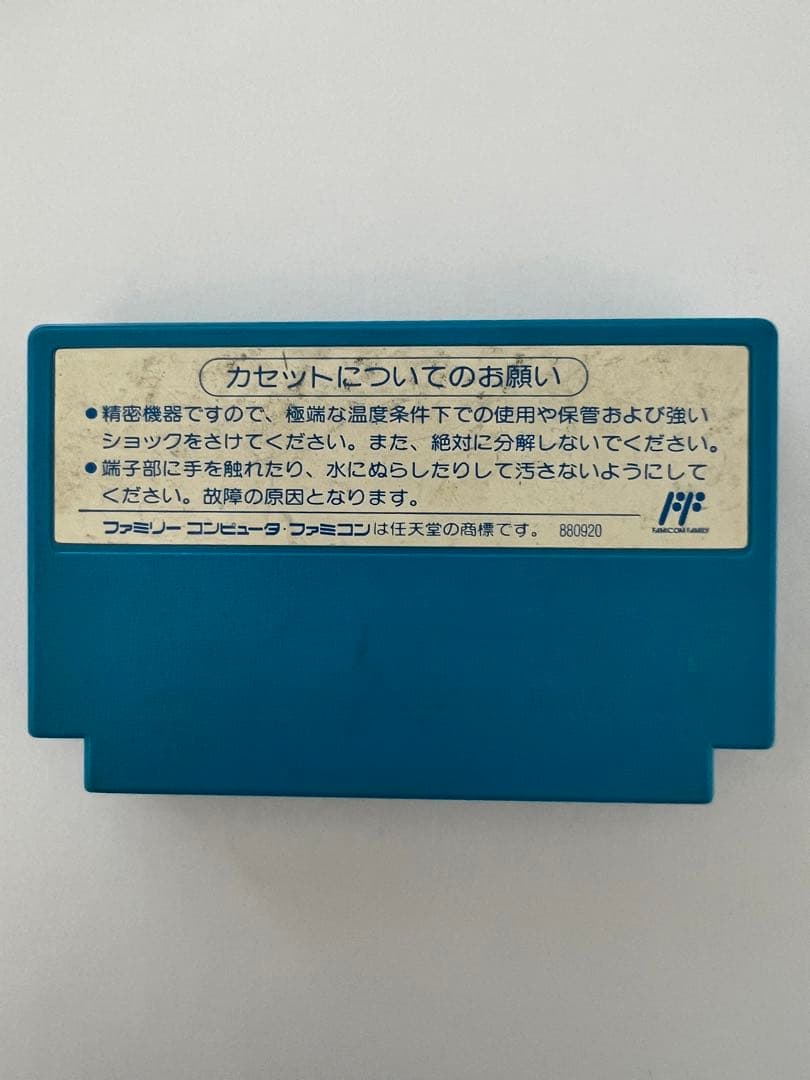 カセットについてのお願い
●精密機器ですので、極端な温度条件下での使用や保管および強い
ショックをさけてください。また、絶対に分解しないでください。
●端子部に手を触れたり、水にぬらしたりして汚さないようにして
ください。故障の原因となります。
FAMICOM FAMILY
ファミリーコンピュータ・ファミコンは任天堂の商標です。 880920